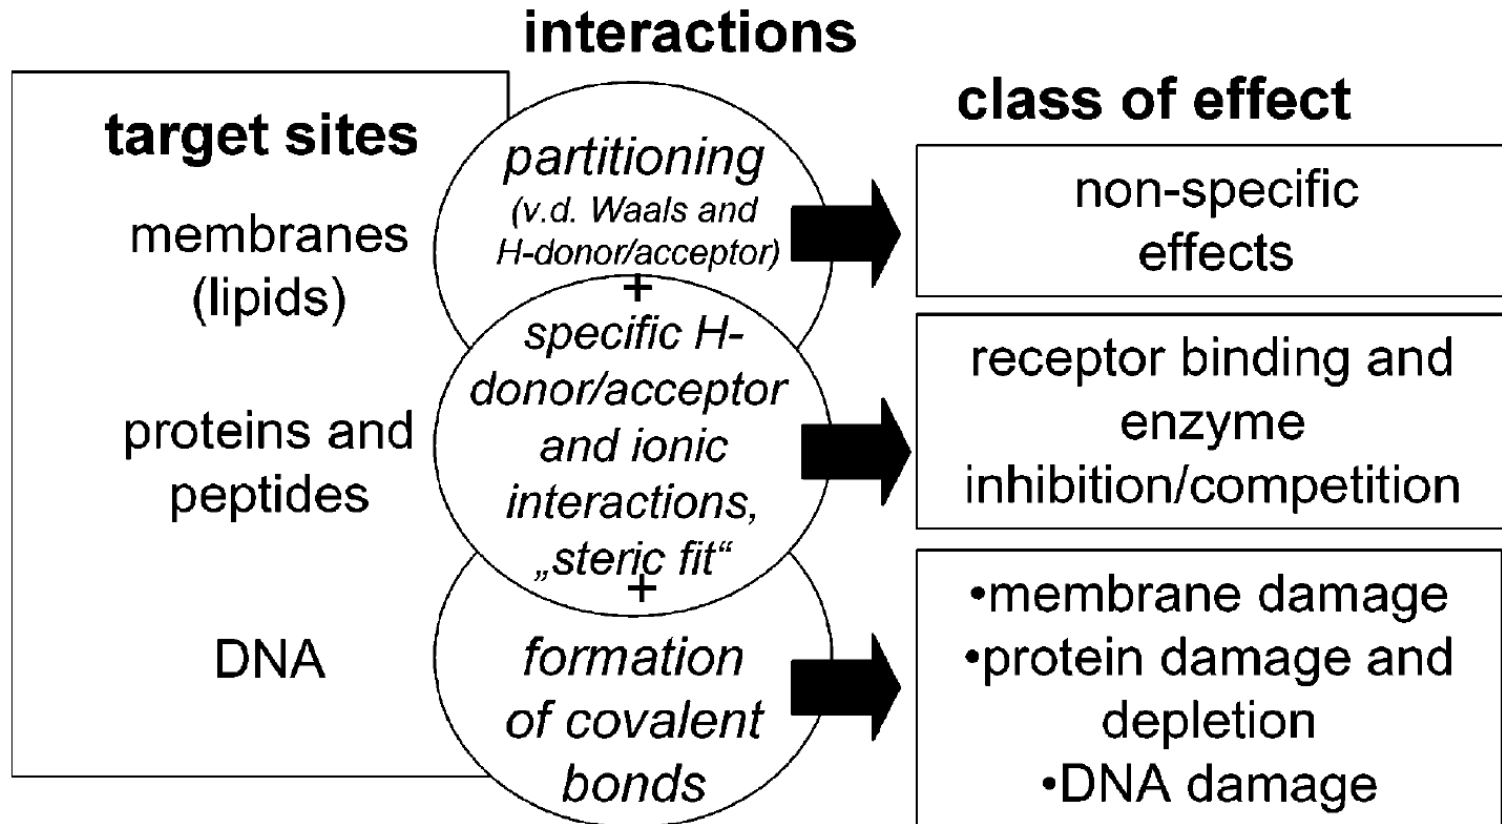 interactions
target sites
membranes
(lipids)
proteins and
peptides
DNA
partitioning
(v.d. Waals and
H-donor/acceptor)
+
specific H-
donor/acceptor
and ionic
interactions,
„steric fit“
+
formation
of covalent
bonds
class of effect
non-specific
effects
receptor binding and
enzyme
inhibition/competition
•membrane damage
•protein damage and
depletion
•DNA damage